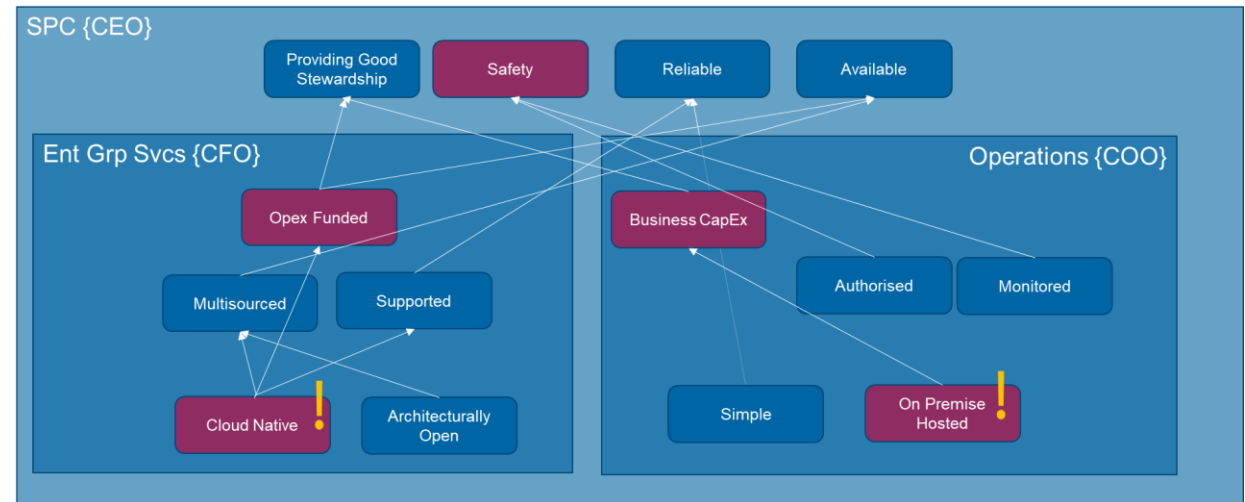 SPC {CEO}
Providing Good
Stewardship
Safety
Reliable
Available
Ent Grp Svcs {CFO}
Operations {COO}
Opex Funded
Business CapEx
Multisourced
Supported
Authorised
Monitored
Cloud Native
!
Architecturally
Open
Simple
On Premise
Hosted
!